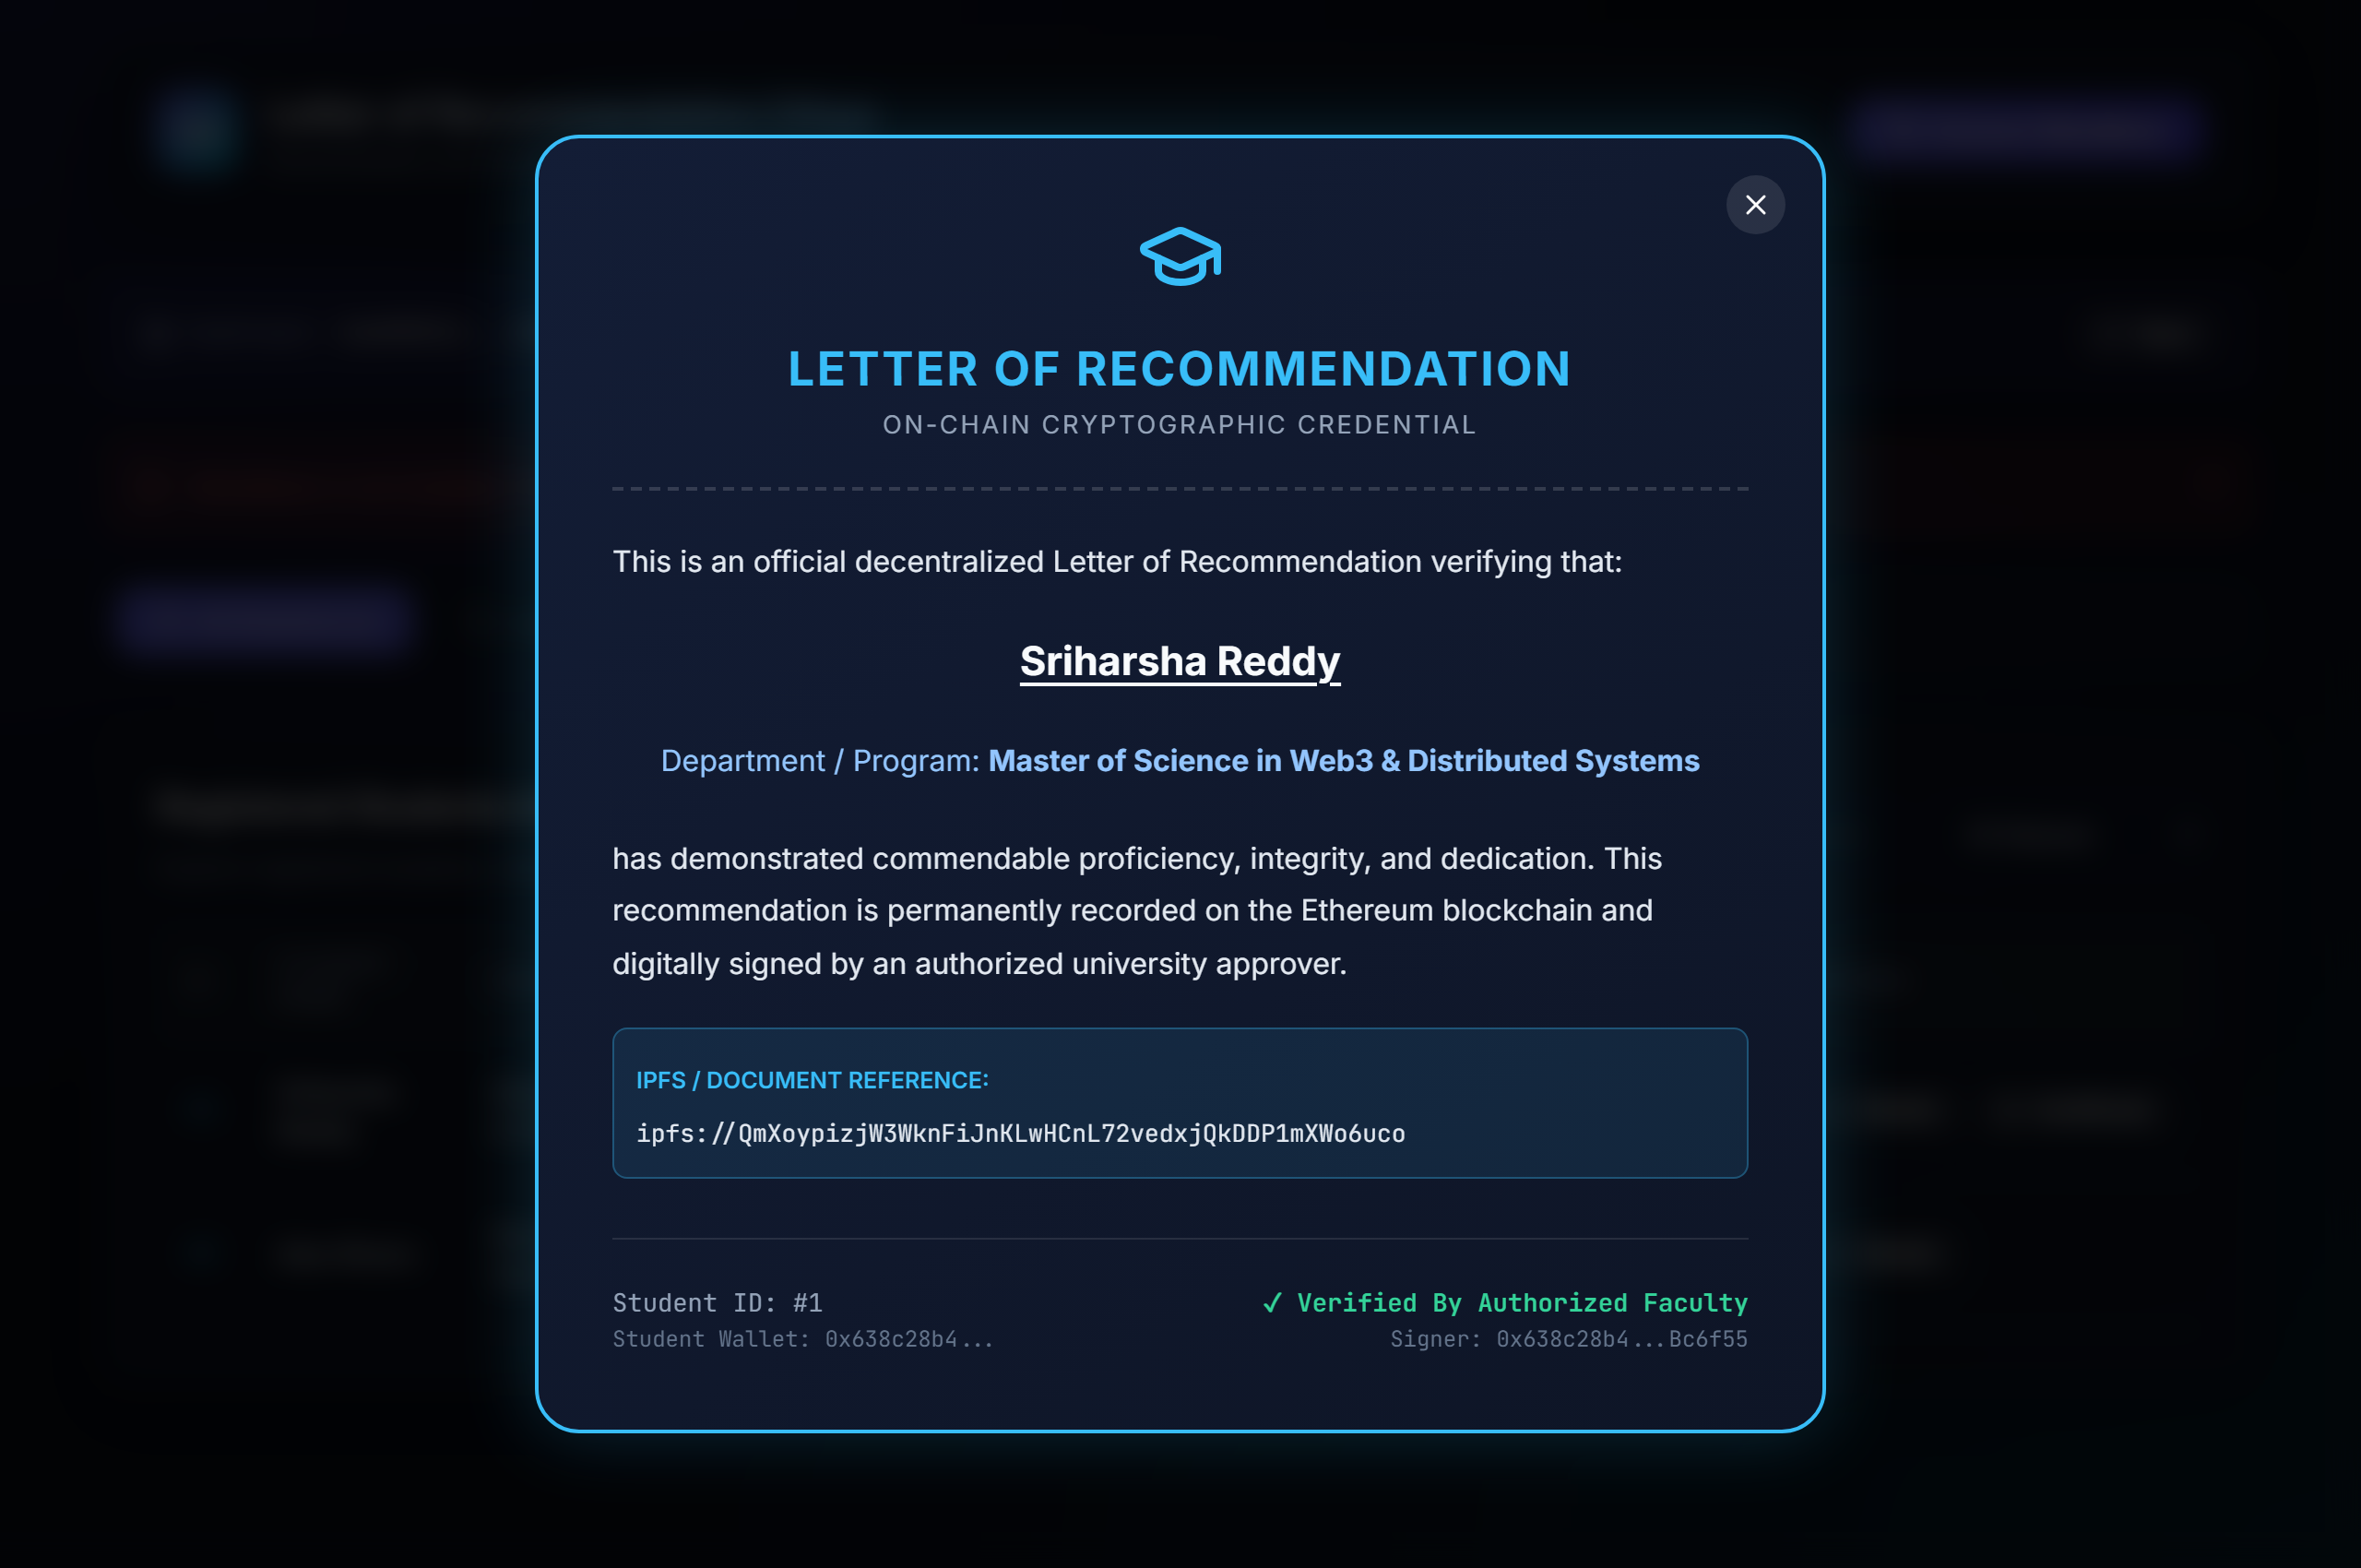 LETTER OF RECOMMENDATION
ON-CHAIN CRYPTOGRAPHIC CREDENTIAL
This is an official decentralized Letter of Recommendation verifying that:
Sriharsha Reddy
Department / Program: Master of Science in Web3 & Distributed Systems
has demonstrated commendable proficiency, integrity, and dedication. This
recommendation is permanently recorded on the Ethereum blockchain and
digitally signed by an authorized university approver.
IPFS / DOCUMENT REFERENCE:
ipfs://QmXoypizjW3WknFiJnKLwHCnL72vedxjQkDDP1mXWo6uco
Student ID: #1
✓ Verified By Authorized Faculty
Student Wallet: 0x638c28b4...
Signer: 0x638c28b4...Bc6f55